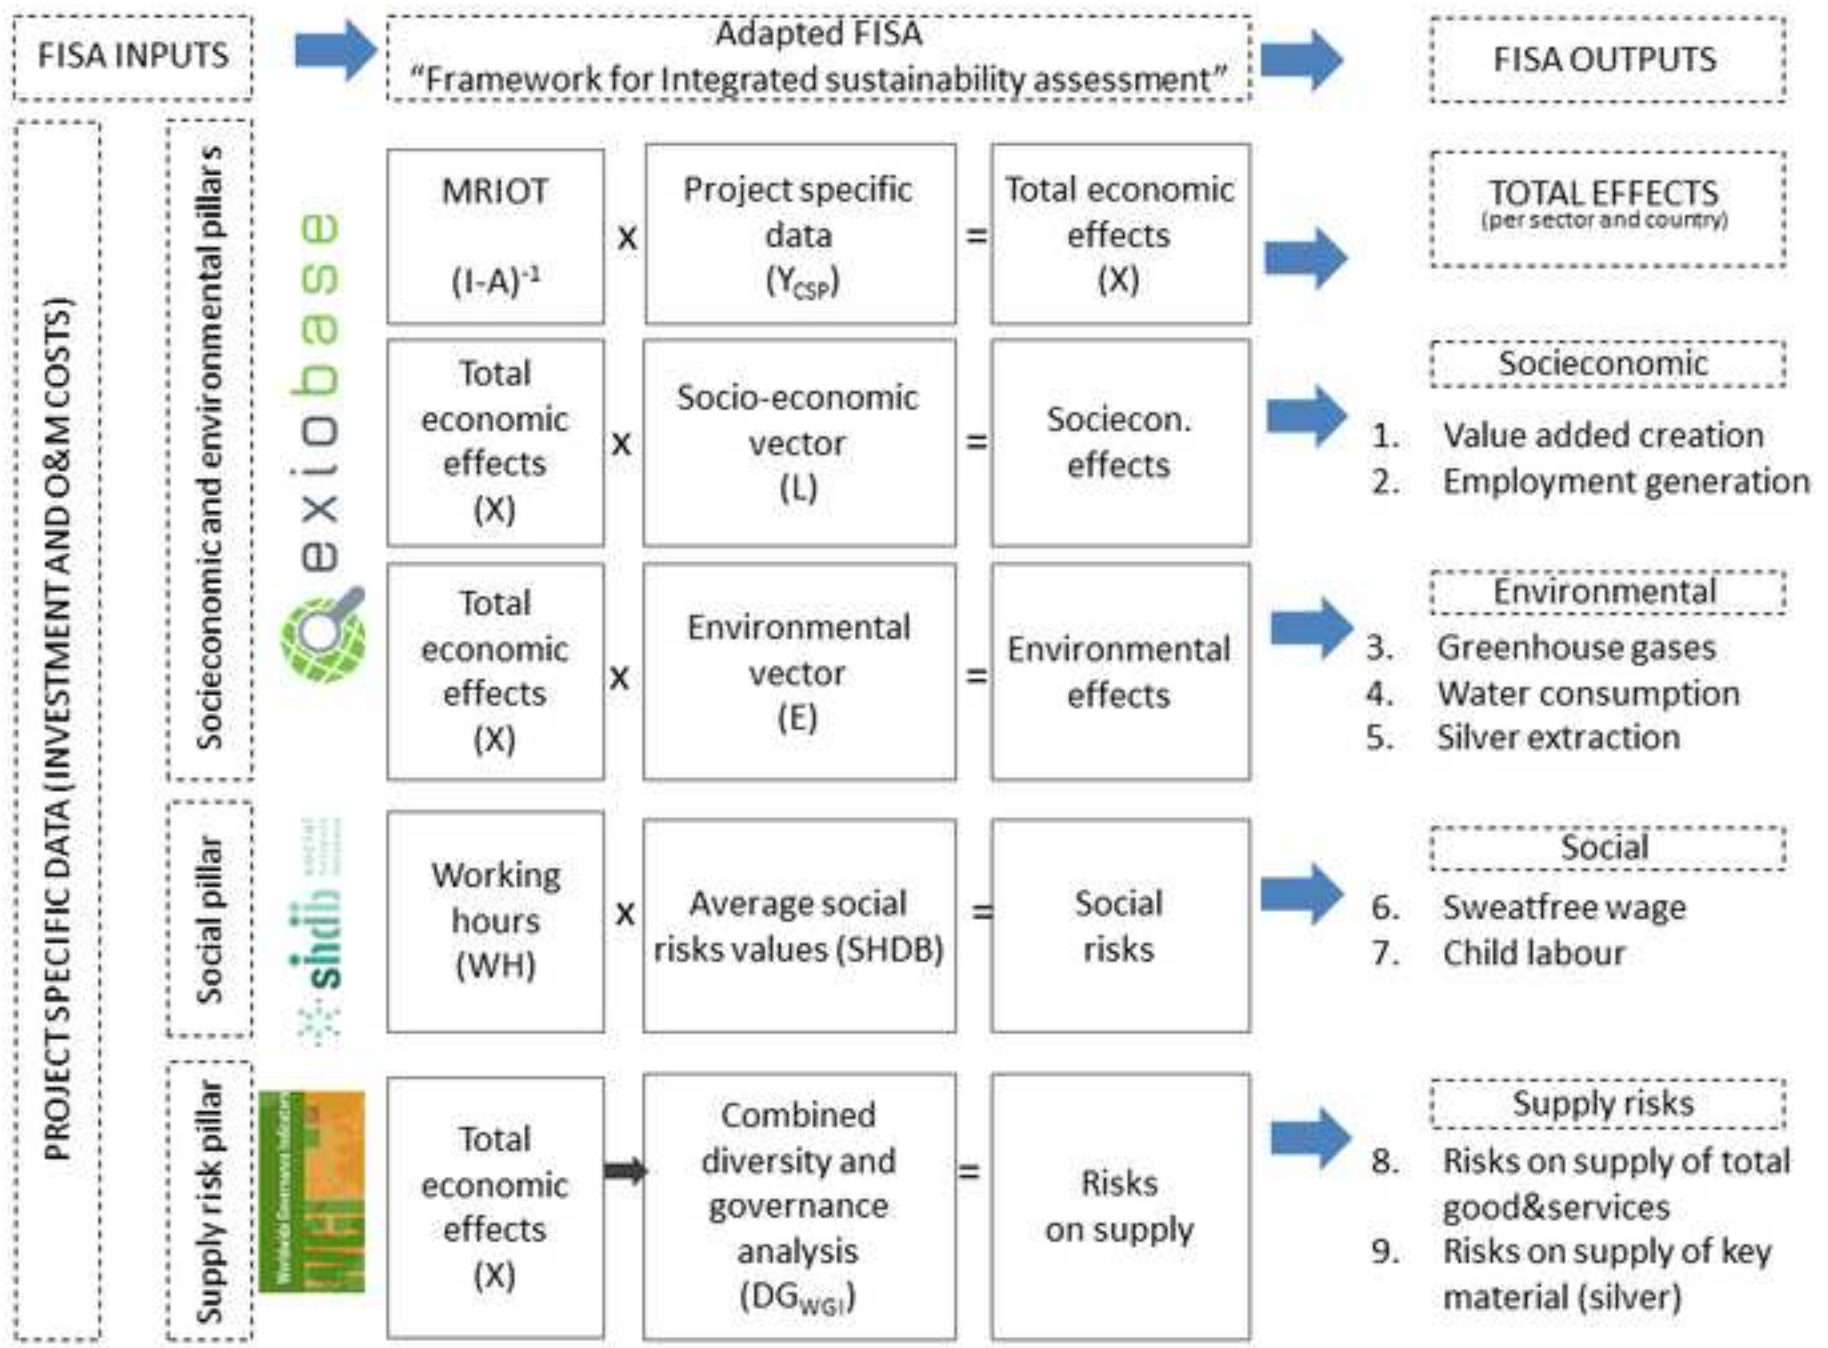 FISA INPUTS
Adapted FISA
“Framework for Integrated sustainability assessment”
FISA OUTPUTS
PROJECT SPECIFIC DATA (INVESTMENT AND O&M COSTS)
Socieconomic and environmental pillars
exiobase
MRIOT
(I-A)-1
x
Project specific
data
(YCSP)
=
Total economic
effects
(X)
TOTAL EFFECTS
(per sector and country)
Total
economic
effects
(X)
x
Socio-economic
vector
(L)
=
Sociecon.
effects
Socieconomic
1. Value added creation
2. Employment generation
Total
economic
effects
(X)
x
Environmental
vector
(E)
=
Environmental
effects
Environmental
3. Greenhouse gases
4. Water consumption
5. Silver extraction
Social pillar
shdb
social
Working
hours
(WH)
x
Average social
risks values (SHDB)
=
Social
risks
Social
6. Sweatfree wage
7. Child labour
Supply risk pillar
Worldwide Governance Indicators
WGI
Total
economic
effects
(X)
Combined
diversity and
governance
analysis
(DGWGI)
=
Risks
on supply
Supply risks
8. Risks on supply of total
good&services
9. Risks on supply of key
material (silver)